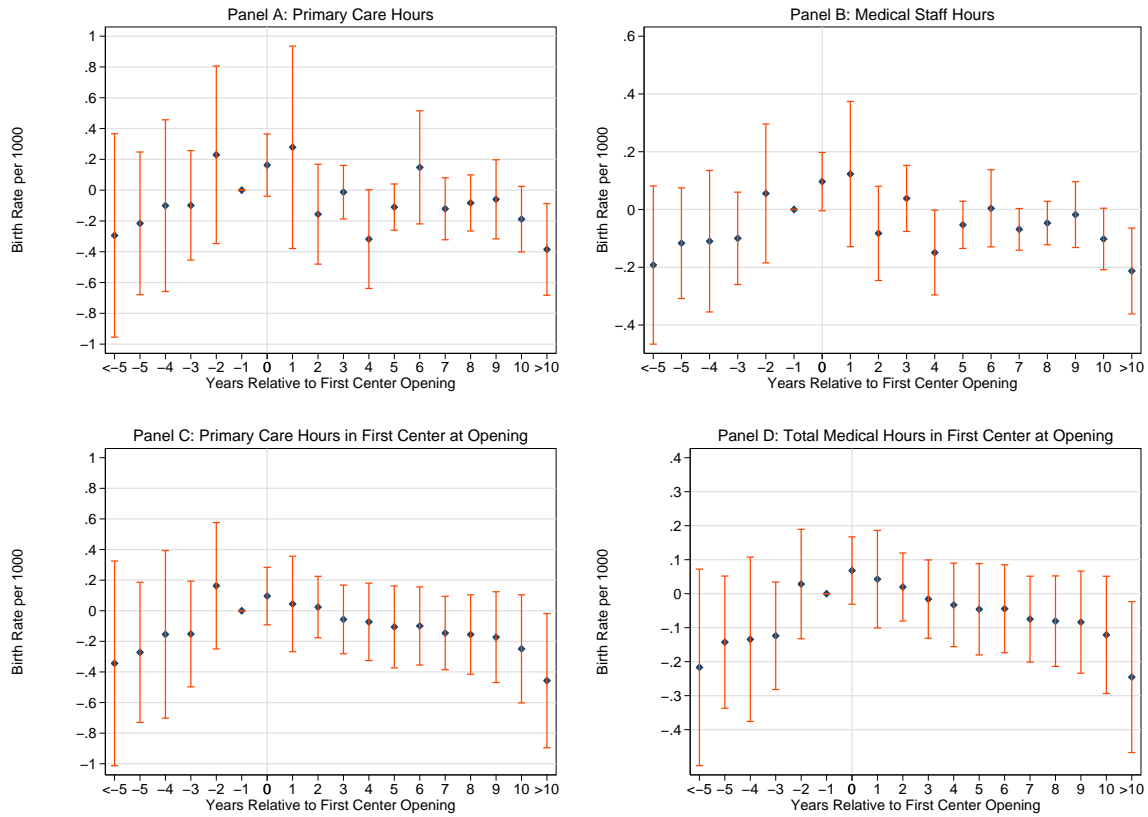 Panel A: Primary Care Hours
Birth Rate per 1000
1
.8
.6
.4
.2
0
−.2
−.4
−.6
−.8
−1
<−5 −5 −4 −3 −2 −1 0 1 2 3 4 5 6 7 8 9 10 >10
Years Relative to First Center Opening
Panel B: Medical Staff Hours
Birth Rate per 1000
.6
.4
.2
0
−.2
−.4
<−5 −5 −4 −3 −2 −1 0 1 2 3 4 5 6 7 8 9 10 >10
Years Relative to First Center Opening
Panel C: Primary Care Hours in First Center at Opening
Birth Rate per 1000
1
.8
.6
.4
.2
0
−.2
−.4
−.6
−.8
−1
<−5 −5 −4 −3 −2 −1 0 1 2 3 4 5 6 7 8 9 10 >10
Years Relative to First Center Opening
Panel D: Total Medical Hours in First Center at Opening
Birth Rate per 1000
.4
.3
.2
.1
0
−.1
−.2
−.3
−.4
<−5 −5 −4 −3 −2 −1 0 1 2 3 4 5 6 7 8 9 10 >10
Years Relative to First Center Opening